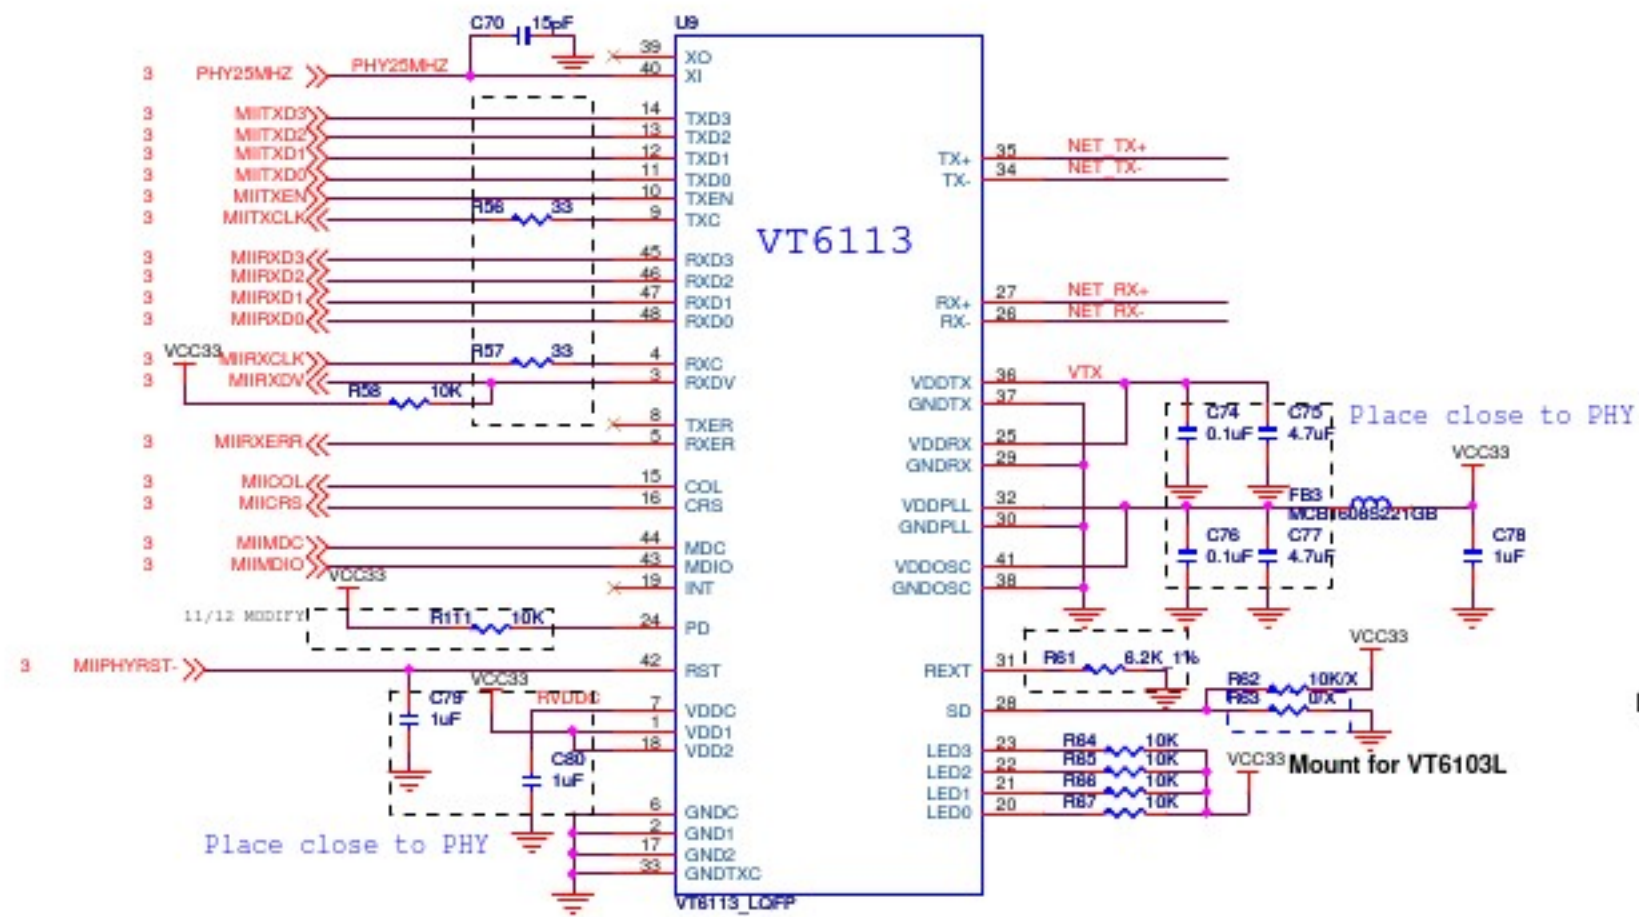 C70 15pF U9
39 XO
3 PHY25MHZ PHY25MHZ 40 XI
3 MIITXD3 14 TXD3
3 MIITXD2 13 TXD2
3 MIITXD1 12 TXD1 TX+ 35 NET_TX+
3 MIITXD0 11 TXD0 TX- 34 NET_TX-
3 MIITXEN 10 TXEN
3 MIITXCLK R56 33 9 TXC
VT6113
3 MIIRXD3 45 RXD3
3 MIIRXD2 46 RXD2
3 MIIRXD1 47 RXD1 RX+ 27 NET_RX+
3 MIIRXD0 48 RXD0 RX- 26 NET_RX-
VCC33
3 MIIRXCLK R57 33 4 RXC
3 MIIRXDV 3 RXDV VDDTX 36 VTX
R58 10K GNDTX 37
C74 C75 Place close to PHY
8 TXER 0.1uF 4.7uF
3 MIIRXERR 5 RXER VDDRX 25
GNDRX 29 VCC33
3 MIICOL 15 COL
3 MIICRS 16 CRS VDDPLL 32 FB3
GNDPLL 30 MCB1608S221GB
3 MIIMDC 44 MDC C76 C77 C78
0.1uF 4.7uF 1uF
3 MIIMDIO 43 MDIO VDDOSC 41
VCC33 19 INT GNDOSC 38
11/12 MODIFY R111 10K 24 PD
VCC33
3 MIIPHYRST- 42 RST REXT 31 R61 6.2K_1%
VCC33 R62 10K/X
C79 RVDDC R63 0/X
1uF 7 VDDC SD 28
1 VDD1
18 VDD2 LED3 23 R64 10K
C80 LED2 22 R65 10K VCC33 Mount for VT6103L
1uF LED1 21 R66 10K
6 GNDC LED0 20 R67 10K
2 GND1
Place close to PHY 17 GND2
33 GNDTXC
VT6113_LQFP